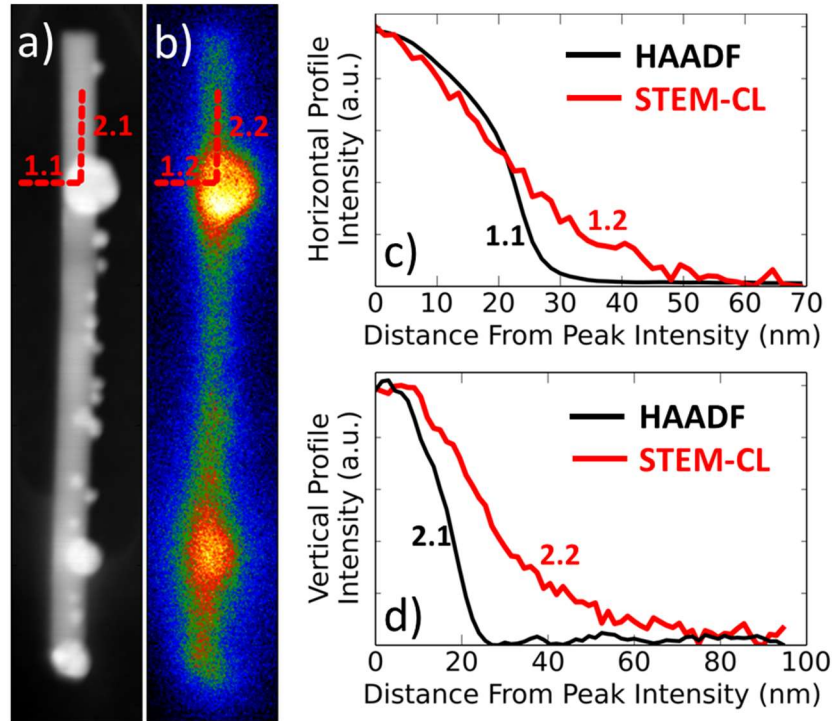 a)
2.1
1.1
b)
2.2
1.2
Horizontal Profile
Intensity (a.u.)
HAADF
STEM-CL
1.2
1.1
c)
0 10 20 30 40 50 60 70
Distance From Peak Intensity (nm)
Vertical Profile
Intensity (a.u.)
HAADF
STEM-CL
2.1
2.2
d)
0 20 40 60 80 100
Distance From Peak Intensity (nm)